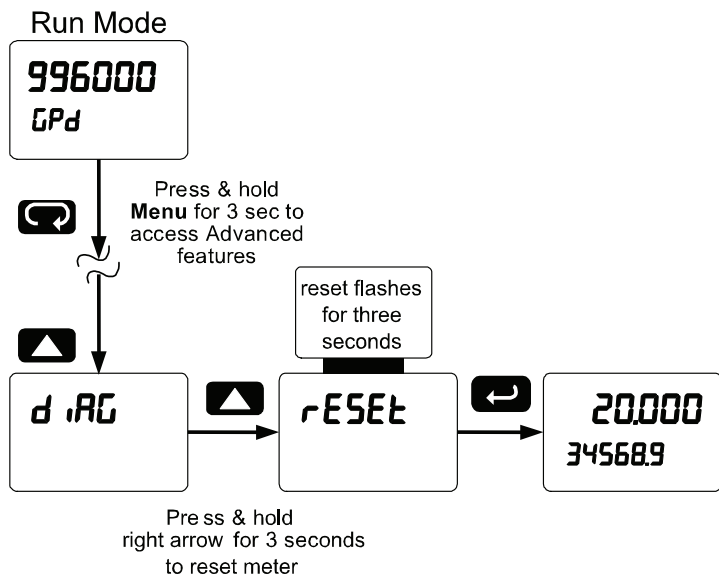 Run Mode
996000
GPd
Press & hold
Menu for 3 sec to
access Advanced
features
reset flashes
for three
seconds
d iAG
rESEt
20.000
34568.9
Press & hold
right arrow for 3 seconds
to reset meter